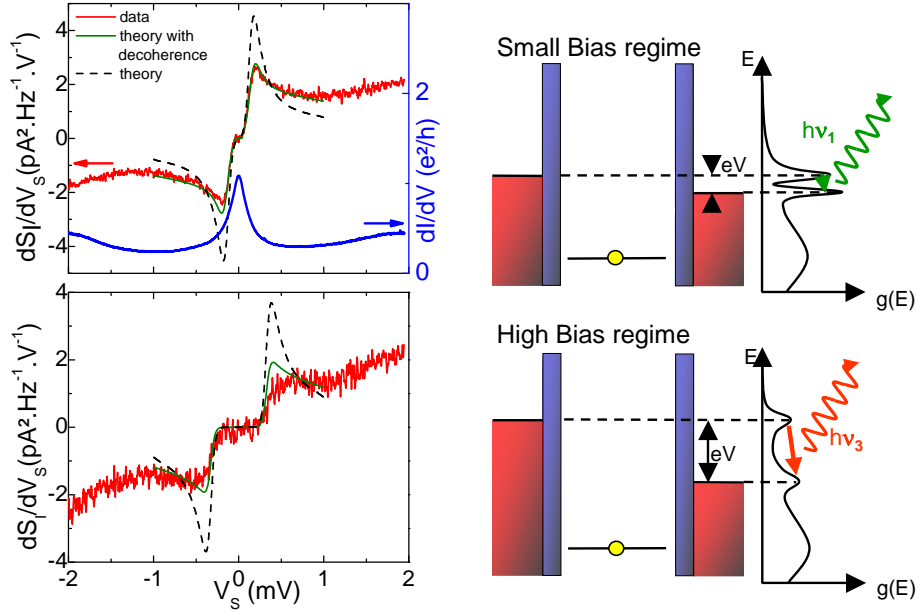 data
theory with
decoherence
theory
dS_I/dV_S(pA².Hz⁻¹.V⁻¹)
4
2
0
-2
-4
2
0
dI/dV (e²/h)
dS_I/dV_S(pA².Hz⁻¹.V⁻¹)
4
2
0
-2
-4
-2
-1
0
1
2
V_S (mV)
Small Bias regime
E
hν₁
eV
g(E)
High Bias regime
E
hν₃
eV
g(E)